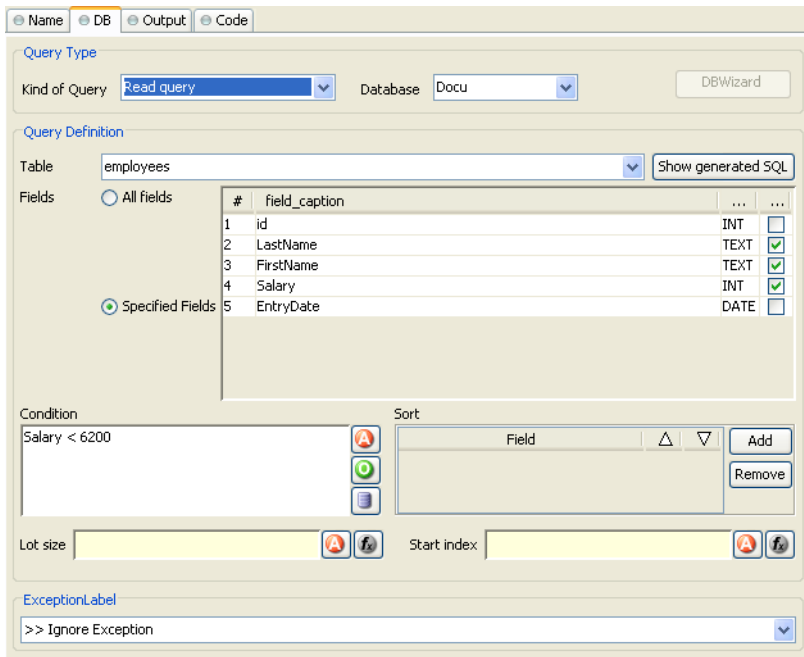 Name DB Output Code
Query Type
Kind of Query Read query Database Docu DBWizard
Query Definition
Table employees Show generated SQL
Fields All fields # field_caption ... ...
1 id INT
2 LastName TEXT
3 FirstName TEXT
4 Salary INT
Specified Fields 5 EntryDate DATE
Condition Sort
Salary < 6200 A Field Add
O Remove
Lot size A fx Start index A fx
ExceptionLabel
>> Ignore Exception